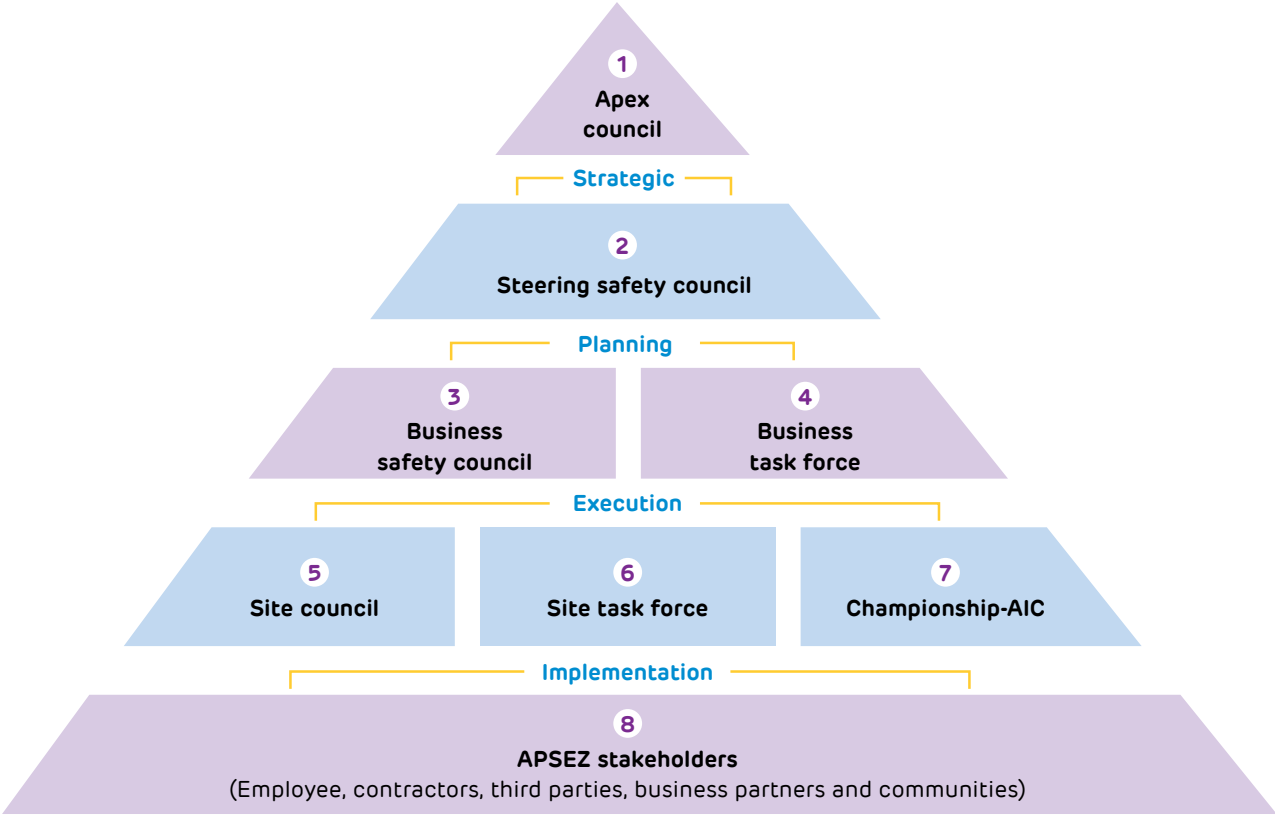 1
Apex
council
Strategic
2
Steering safety council
Planning
3
Business
safety council
4
Business
task force
Execution
5
Site council
6
Site task force
7
Championship-AIC
Implementation
8
APSEZ stakeholders
(Employee, contractors, third parties, business partners and communities)